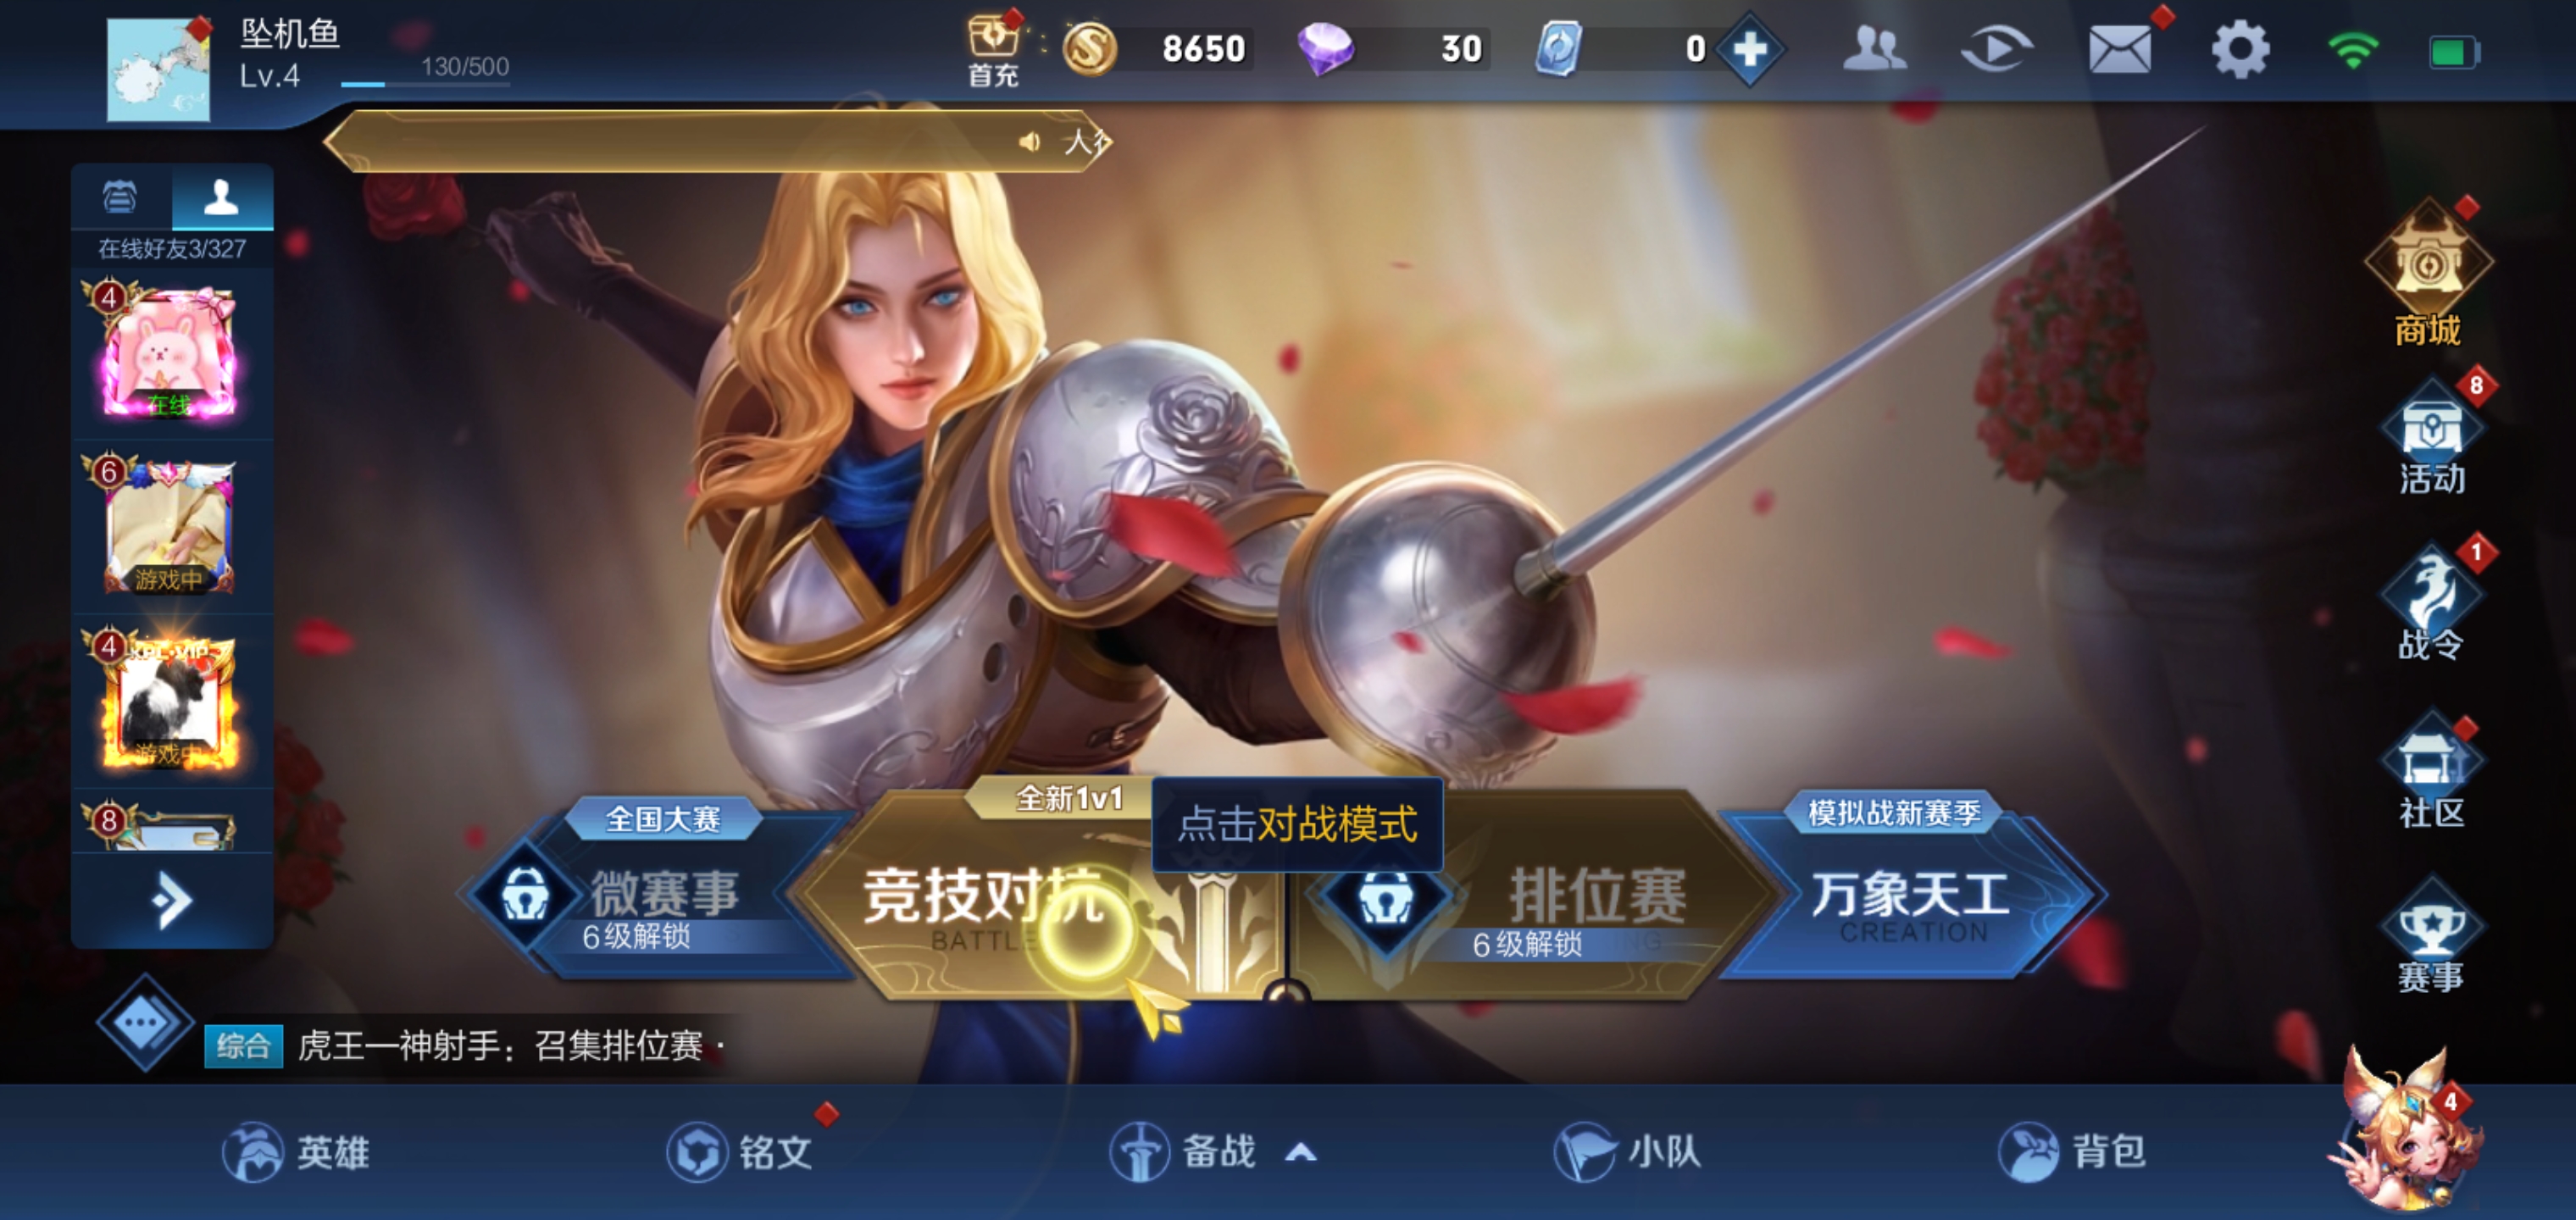 坠机鱼
Lv.4
130/500
首充
8650
30
0
人
在线好友3/327
4
在线
6
游戏中
4
KPL·VIP
游戏中
8
商城
8
活动
1
战令
社区
赛事
全国大赛
微赛事
6级解锁
全新1v1
竞技对抗
BATTLE
点击对战模式
排位赛
6级解锁
模拟战新赛季
万象天工
CREATION
综合 虎王一神射手：召集排位赛 ·
英雄
铭文
备战
小队
背包
4